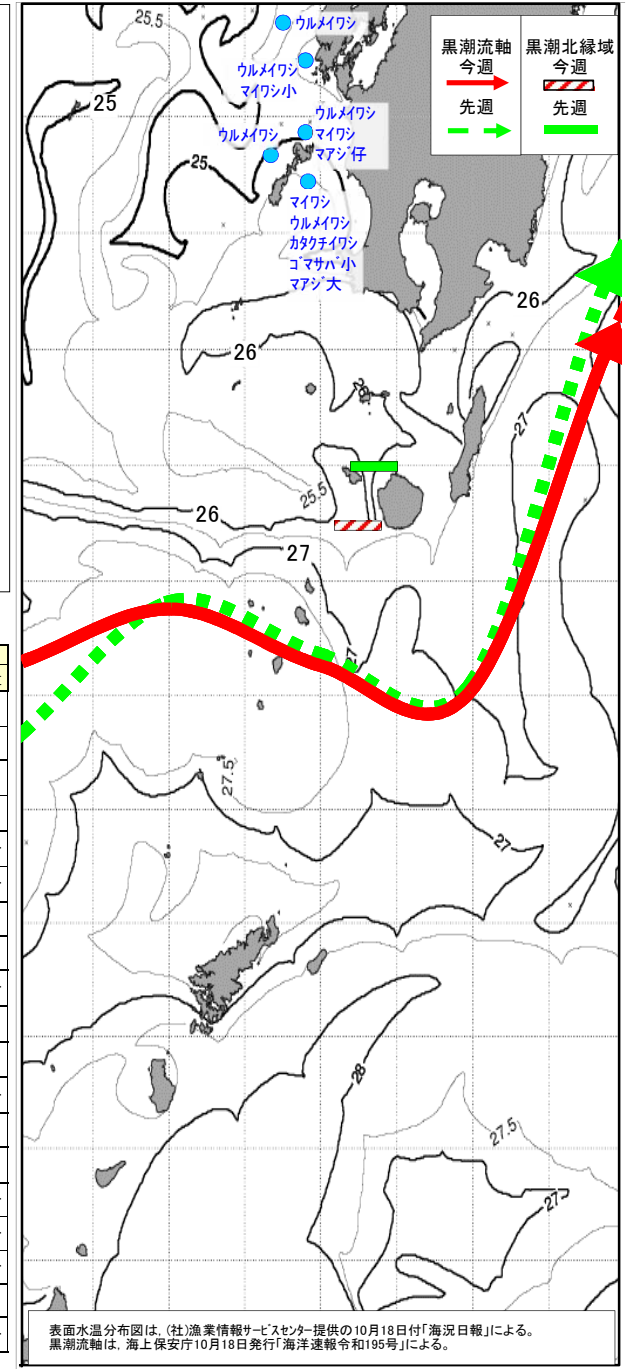 25.5
ウルメイワシ
ウルメイワシ
マイワシ小
25
ウルメイワシ
マイワシ
マアジ仔
ウルメイワシ
25
マイワシ
ウルメイワシ
カタクチイワシ
ゴマサバ小
マアジ大
黒潮流軸
今週
先週
黒潮北縁域
今週
先週
26
26
26
27
25.5
26
27
27
27.5
27
28
27.5
27
表面水温分布図は，(社)漁業情報サービスセンター提供の10月18日付「海況日報」による。
黒潮流軸は，海上保安庁10月18日発行「海洋速報令和195号」による。